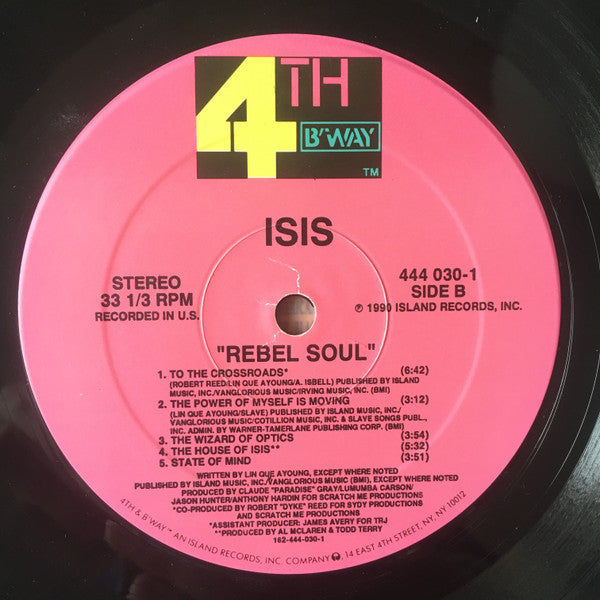 4TH
B'WAY
TM
ISIS
STEREO
33 1/3 RPM
RECORDED IN U.S.
444 030-1
SIDE B
℗ 1990 ISLAND RECORDS, INC.
"REBEL SOUL"
1. TO THE CROSSROADS* (6:42)
(ROBERT REED/LIN QUE AYOUNG/A. ISBELL) PUBLISHED BY ISLAND
MUSIC, INC./VANGLORIOUS MUSIC/IRVING MUSIC, INC. (BMI)
2. THE POWER OF MYSELF IS MOVING (3:12)
(LIN QUE AYOUNG/SLAVE) PUBLISHED BY ISLAND MUSIC, INC./
VANGLORIOUS MUSIC/COTILLION MUSIC, INC. & SLAVE SONGS PUBL.,
INC. ADMIN. BY WARNER-TAMERLANE PUBLISHING CORP. (BMI)
3. THE WIZARD OF OPTICS (3:54)
4. THE HOUSE OF ISIS** (5:32)
5. STATE OF MIND (3:51)
WRITTEN BY LIN QUE AYOUNG, EXCEPT WHERE NOTED
PUBLISHED BY ISLAND MUSIC, INC./VANGLORIOUS MUSIC (BMI), EXCEPT WHERE NOTED
PRODUCED BY CLAUDE "PARADISE" GRAY/LUMUMBA CARSON/
JASON HUNTER/ANTHONY HARDIN FOR SCRATCH ME PRODUCTIONS
*CO-PRODUCED BY ROBERT "DYKE" REED FOR SYDY PRODUCTIONS
AND SCRATCH ME PRODUCTIONS
*ASSISTANT PRODUCER: JAMES AVERY FOR TRJ
**PRODUCED BY AL MCLAREN & TODD TERRY
162-444-030-1
4TH & B'WAY™ AN ISLAND RECORDS, INC. COMPANY, 14 EAST 4TH STREET, NY, NY 10012